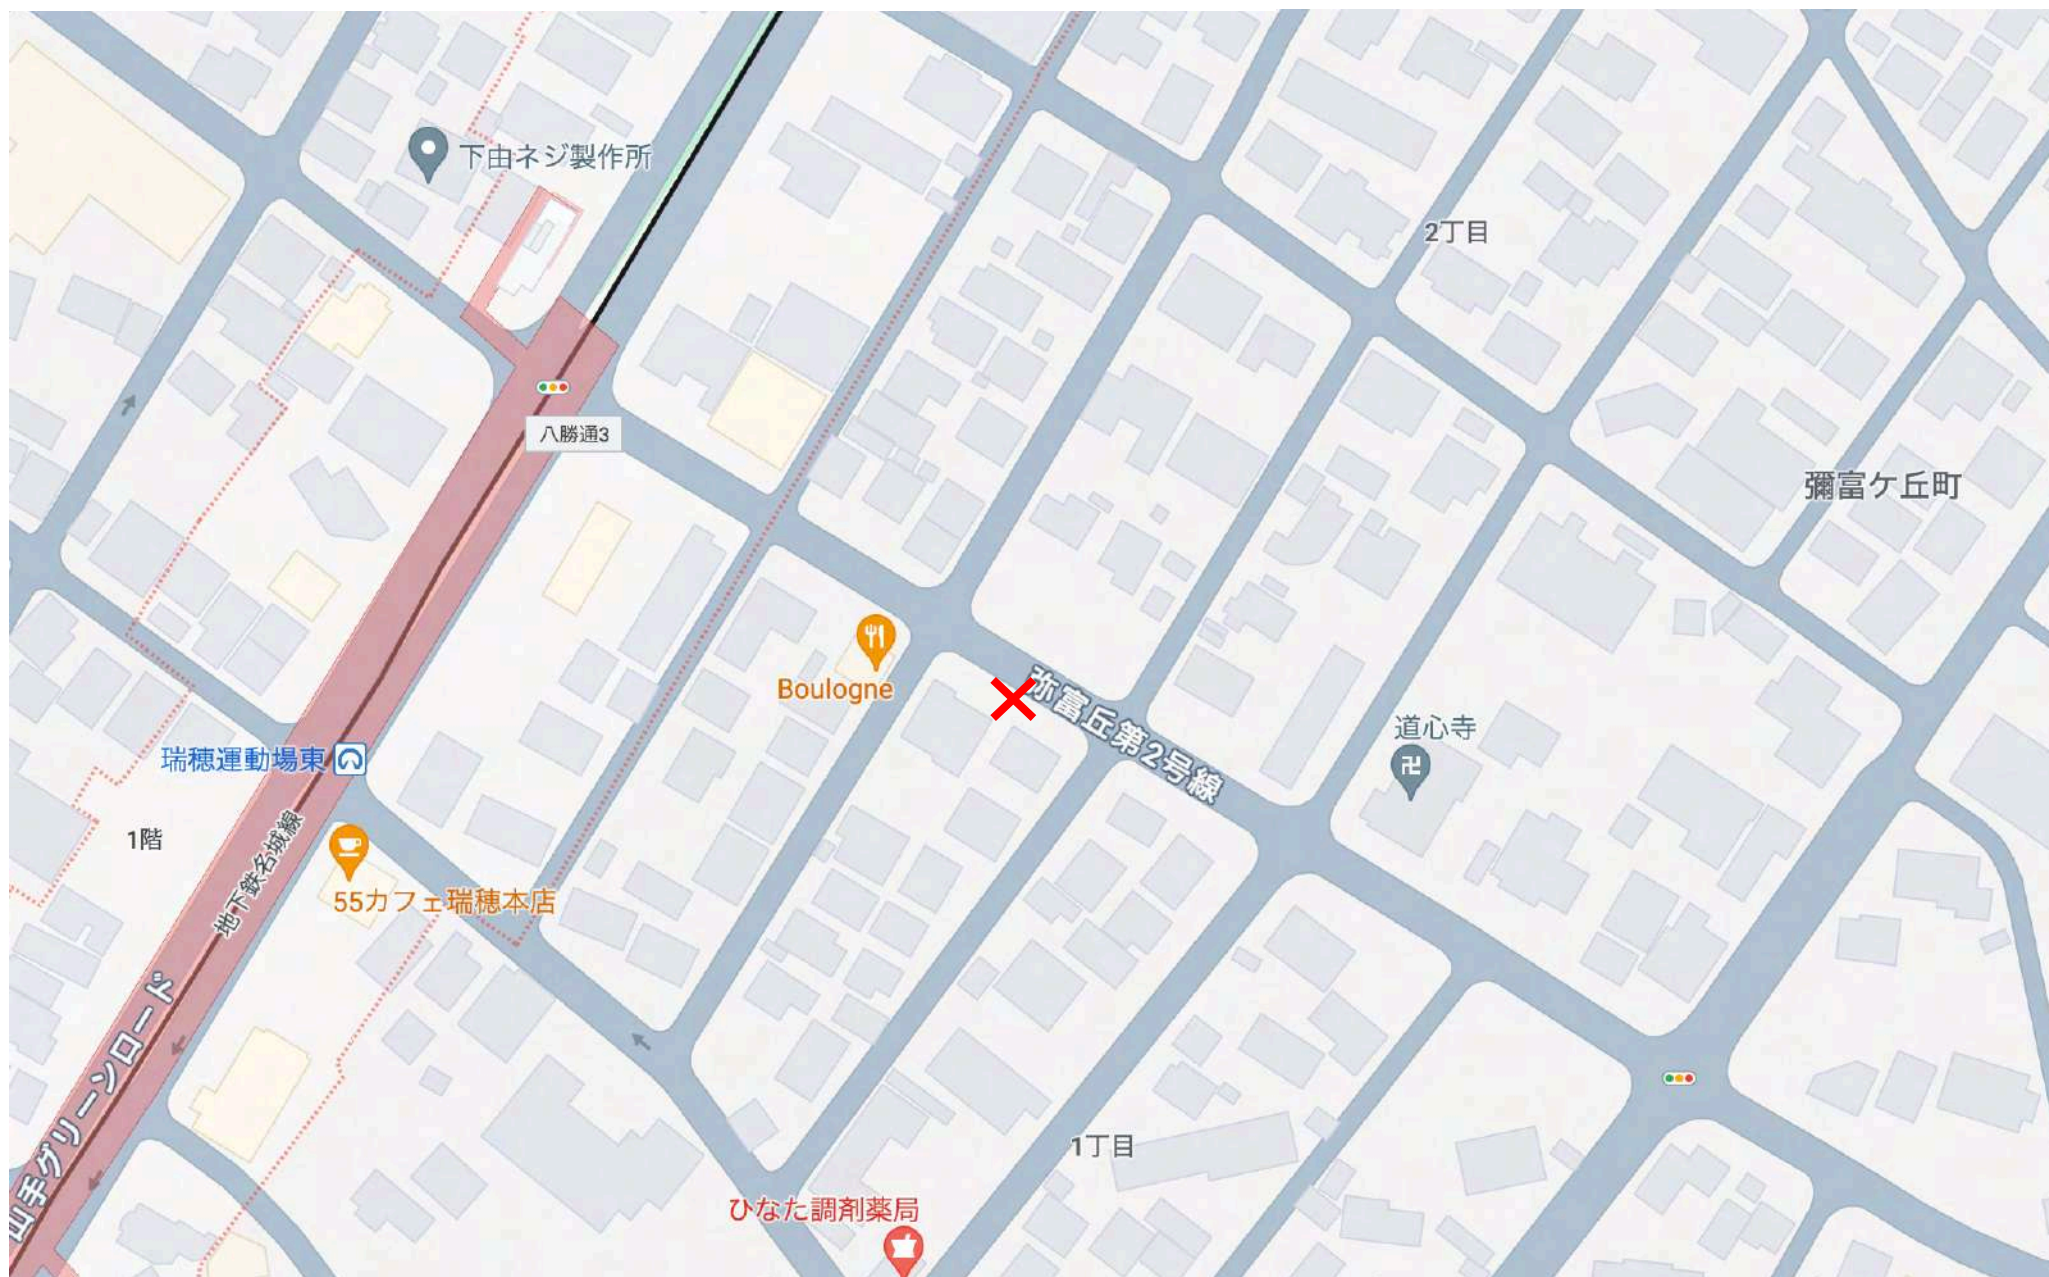 下由ネジ製作所
2丁目
八勝通3
彌富ケ丘町
Boulogne
弥富丘第2号線
道心寺
瑞穂運動場東
1階
地下鉄名城線
55カフェ瑞穂本店
山手グリーンロード
1丁目
ひなた調剤薬局